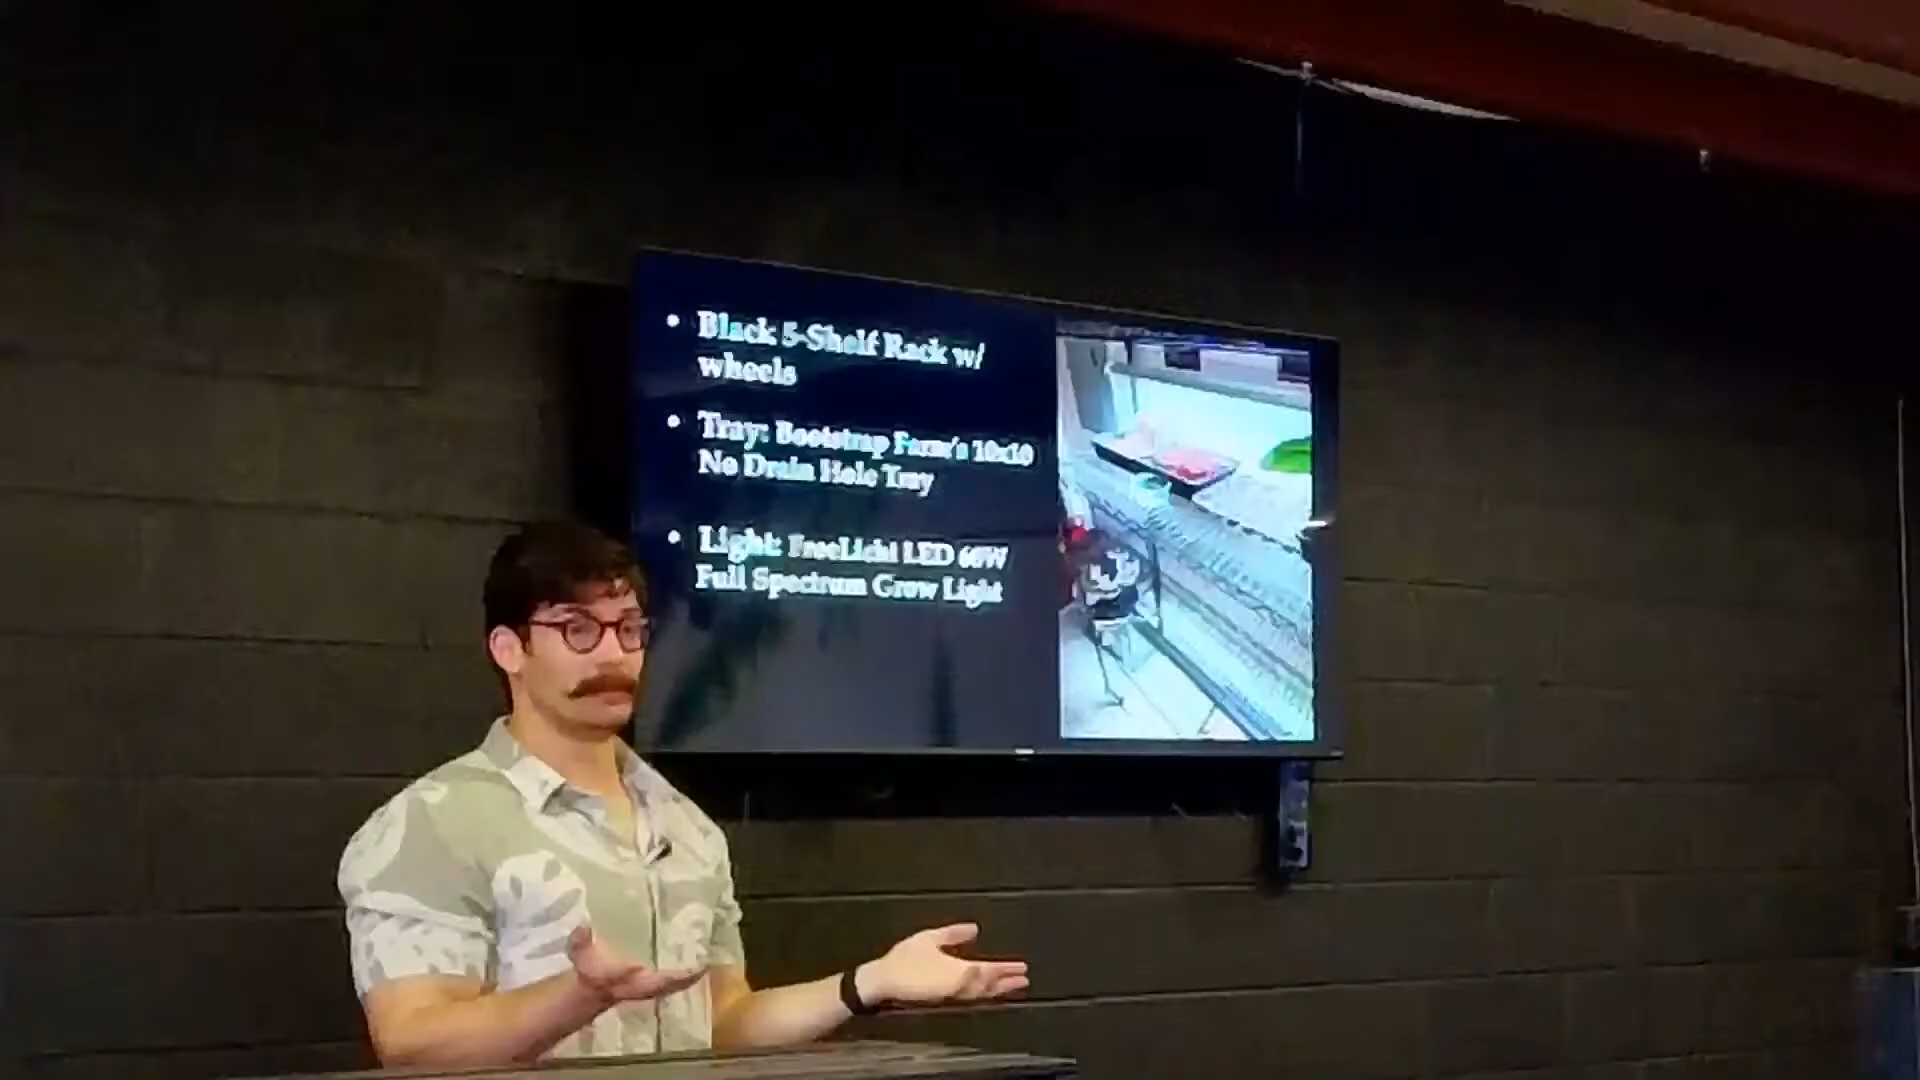 Black 5-Shelf Rack w/
wheels
Tray: Bootstrap Farm's 10x10
No Drain Hole Tray
Light: FreeLicht LED 60W
Full Spectrum Grow Light